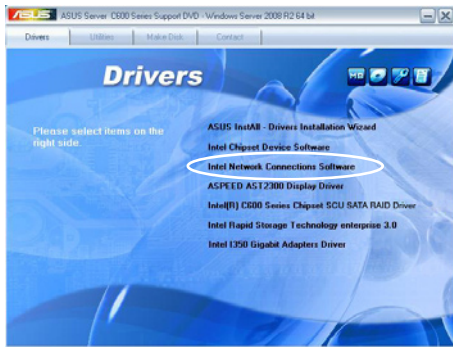 ASUS ASUS Server C600 Series Support DVD - Windows Server 2008 R2 64 bit
Drivers Utilities Make Disk Contact
Drivers
Please select items on the
right side.
ASUS InstAll - Drivers Installation Wizard
Intel Chipset Device Software
Intel Network Connections Software
ASPEED AST2300 Display Driver
Intel(R) C600 Series Chipset SCU SATA RAID Driver
Intel Rapid Storage Technology enterprise 3.0
Intel I350 Gigabit Adapters Driver